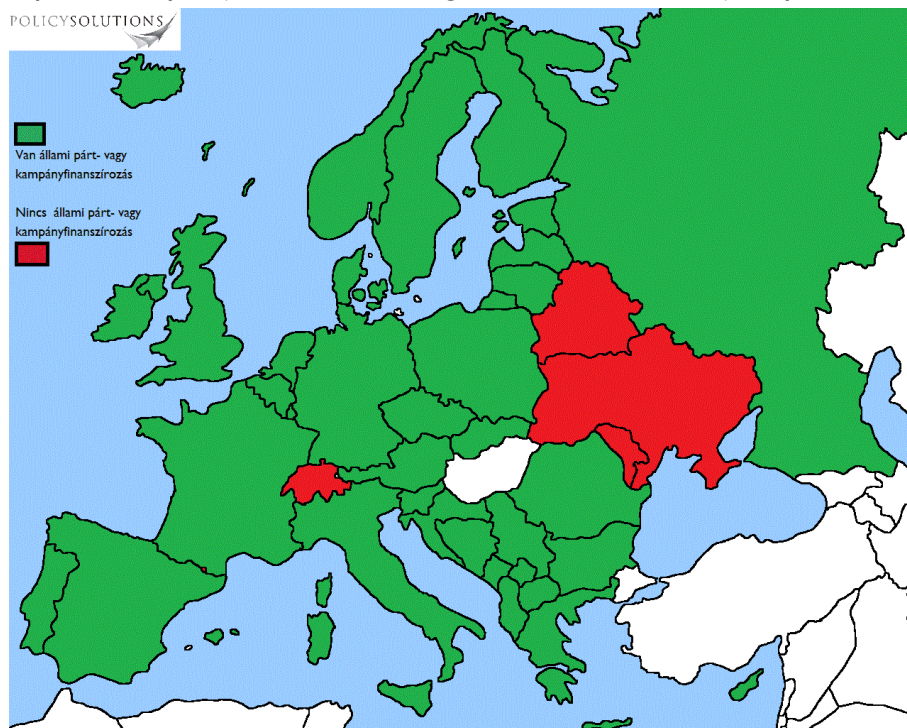 POLICYSOLUTIONS
Van állami párt- vagy
kampányfinanszírozás
Nincs állami párt- vagy
kampányfinanszírozás